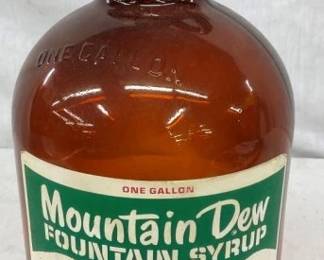 ONE GALLON
ONE GALLON
Mountain Dew
FOUNTAIN SYRUP